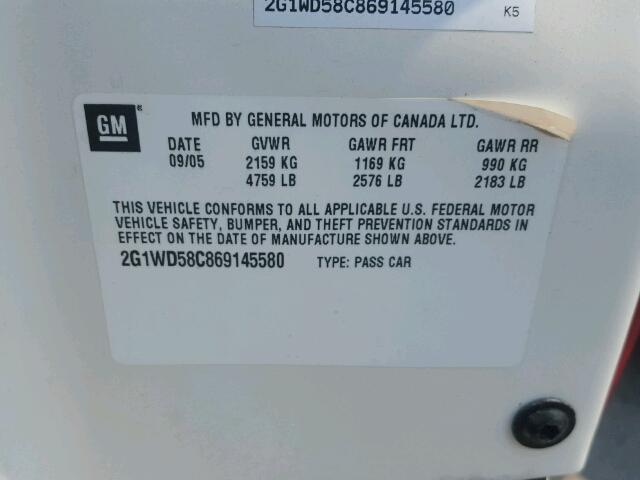 2G1WD58C869145580 K5
GM ®
MFD BY GENERAL MOTORS OF CANADA LTD.
DATE GVWR GAWR FRT GAWR RR
09/05 2159 KG 1169 KG 990 KG
4759 LB 2576 LB 2183 LB
THIS VEHICLE CONFORMS TO ALL APPLICABLE U.S. FEDERAL MOTOR
VEHICLE SAFETY, BUMPER, AND THEFT PREVENTION STANDARDS IN
EFFECT ON THE DATE OF MANUFACTURE SHOWN ABOVE.
2G1WD58C869145580 TYPE: PASS CAR